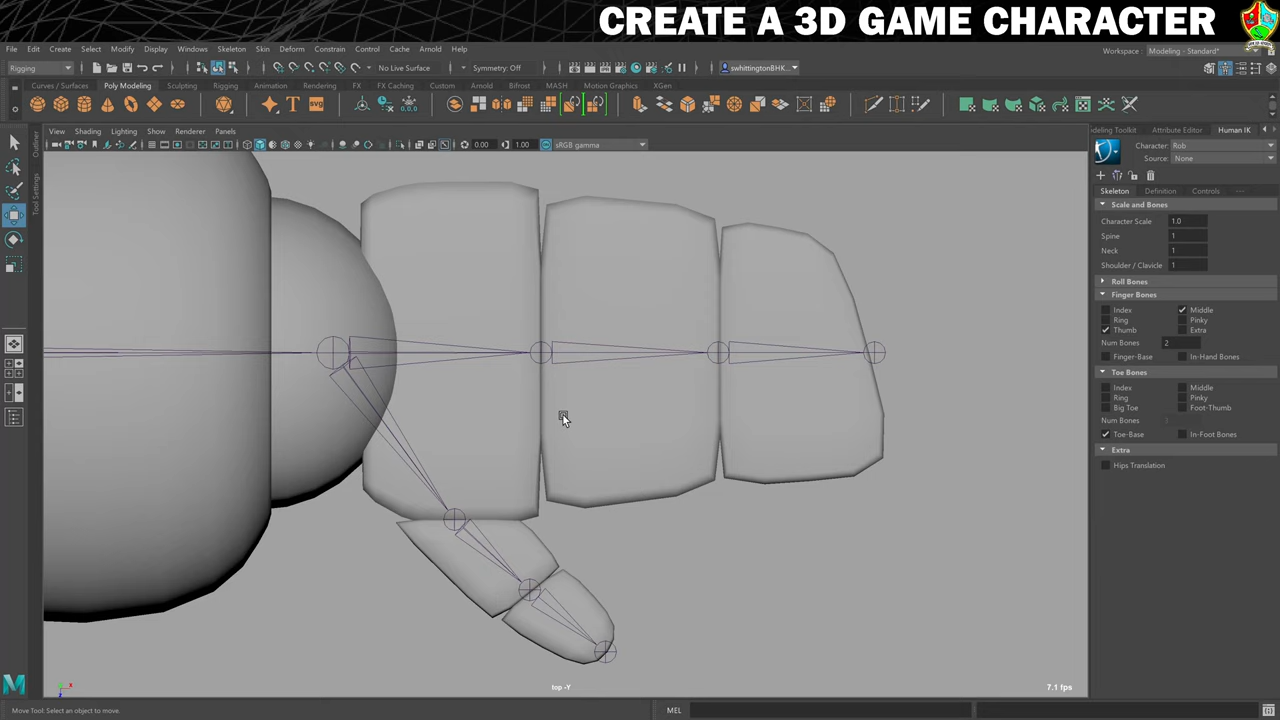 CREATE A 3D GAME CHARACTER
Workspace: Modeling - Standard*
File Edit Create Select Modify Display Windows Skeleton Skin Deform Constrain Control Cache Arnold Help
Rigging No Live Surface Symmetry: Off swhittingtonBHK...
Curves / Surfaces Poly Modeling Sculpting Rigging Animation Rendering FX FX Caching Custom Arnold Bifrost MASH Motion Graphics XGen
View Shading Lighting Show Renderer Panels
0.00 1.00 sRGB gamma
Outliner
Tool Settings
deling Toolkit Attribute Editor Human IK
Character: Rob
Source: None
Skeleton Definition Controls
Scale and Bones
Character Scale 1.0
Spine 1
Neck 1
Shoulder / Clavicle 1
Roll Bones
Finger Bones
Index Middle
Ring Pinky
Thumb Extra
Num Bones 2
Finger-Base In-Hand Bones
Toe Bones
Index Middle
Ring Pinky
Big Toe Foot-Thumb
Num Bones
Toe-Base In-Foot Bones
Extra
Hips Translation
top -Y
7.1 fps
Move Tool: Select an object to move.
MEL